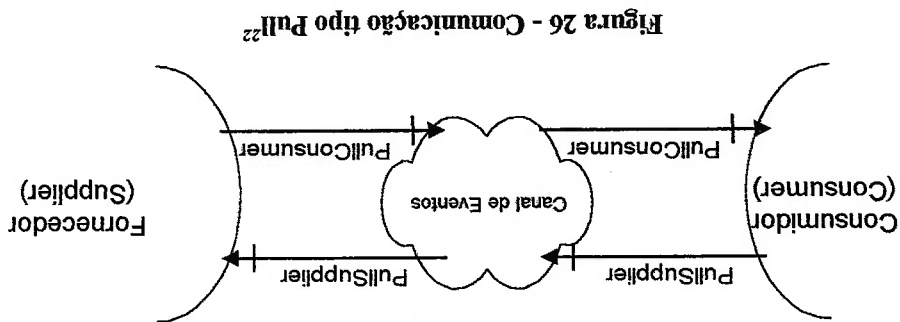 PullSupplier
PullSupplier
Consumidor
(Consumer)
Canal de Eventos
Fornecedor
(Supplier)
PullConsumer
PullConsumer
Figura 26 - Comunicação tipo Pull²²